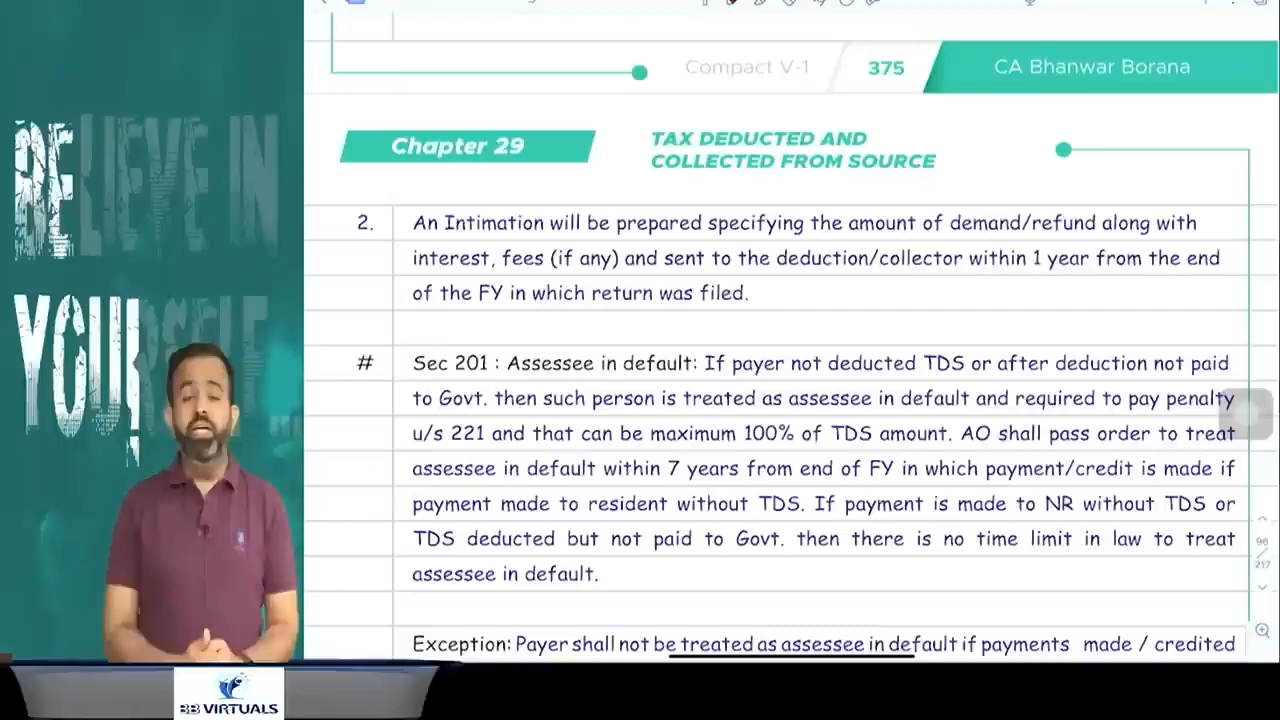 BELIEVE IN
YOURSELF
Compact V-1
375
CA Bhanwar Borana
Chapter 29
TAX DEDUCTED AND
COLLECTED FROM SOURCE
2. An Intimation will be prepared specifying the amount of demand/refund along with
interest, fees (if any) and sent to the deduction/collector within 1 year from the end
of the FY in which return was filed.
# Sec 201 : Assessee in default: If payer not deducted TDS or after deduction not paid
to Govt. then such person is treated as assessee in default and required to pay penalty
u/s 221 and that can be maximum 100% of TDS amount. AO shall pass order to treat
assessee in default within 7 years from end of FY in which payment/credit is made if
payment made to resident without TDS. If payment is made to NR without TDS or
TDS deducted but not paid to Govt. then there is no time limit in law to treat
assessee in default.
Exception: Payer shall not be treated as assessee in default if payments made / credited
96
217
BB VIRTUALS